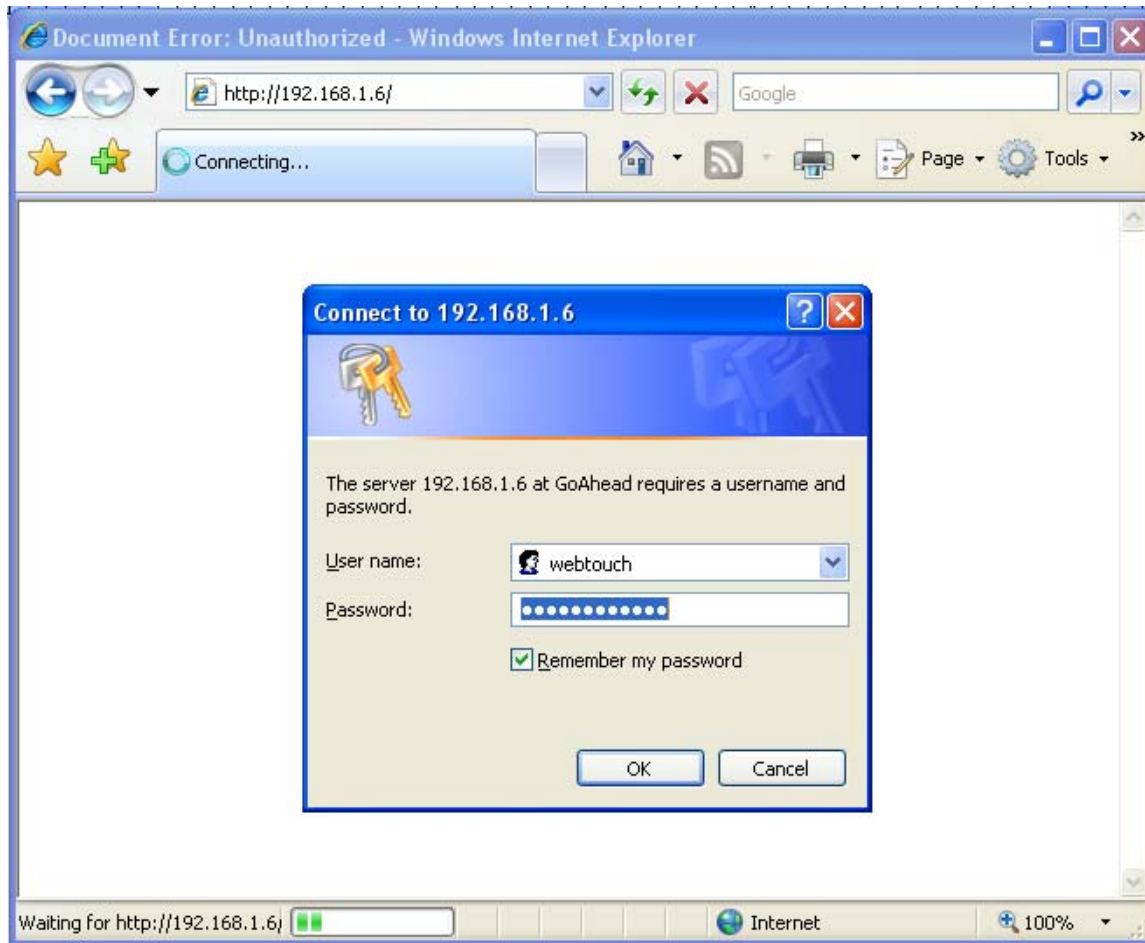 Document Error: Unauthorized - Windows Internet Explorer
http://192.168.1.6/
Google
Connecting...
Page
Tools
»
Connect to 192.168.1.6
?
The server 192.168.1.6 at GoAhead requires a username and
password.
User name:
webtouch
Password:
●●●●●●●●●●●●
Remember my password
OK
Cancel
Waiting for http://192.168.1.6/
Internet
100%